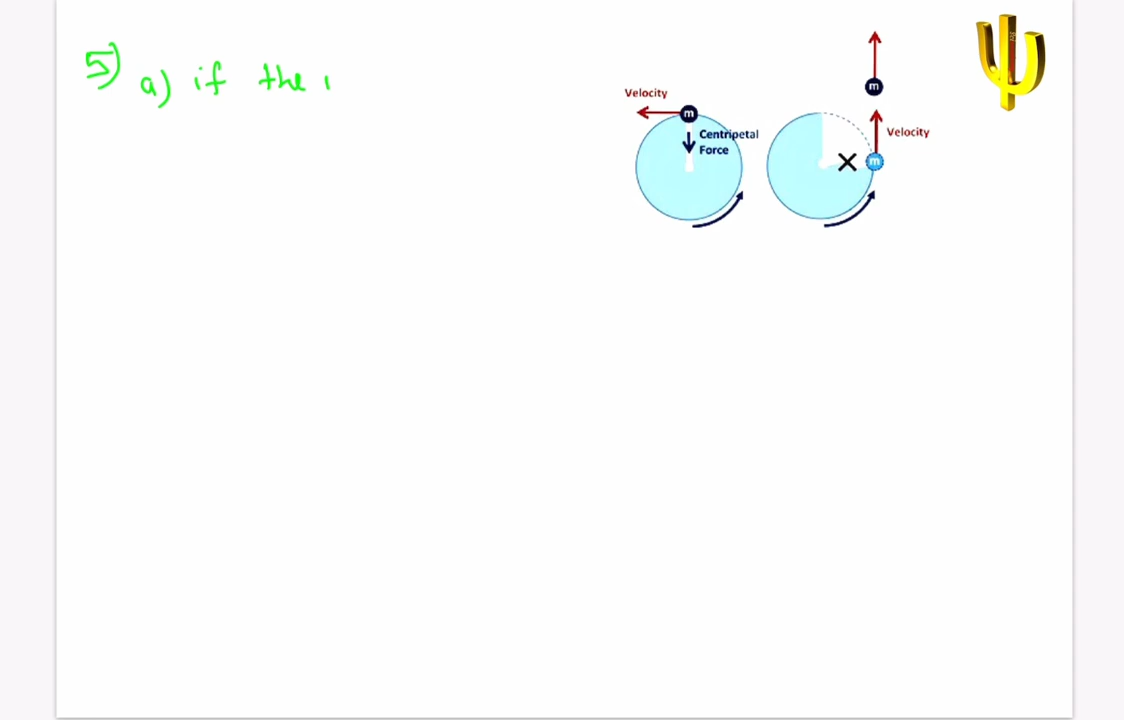 5) a) if the
Velocity
m
Centripetal
Force
m
Velocity
m